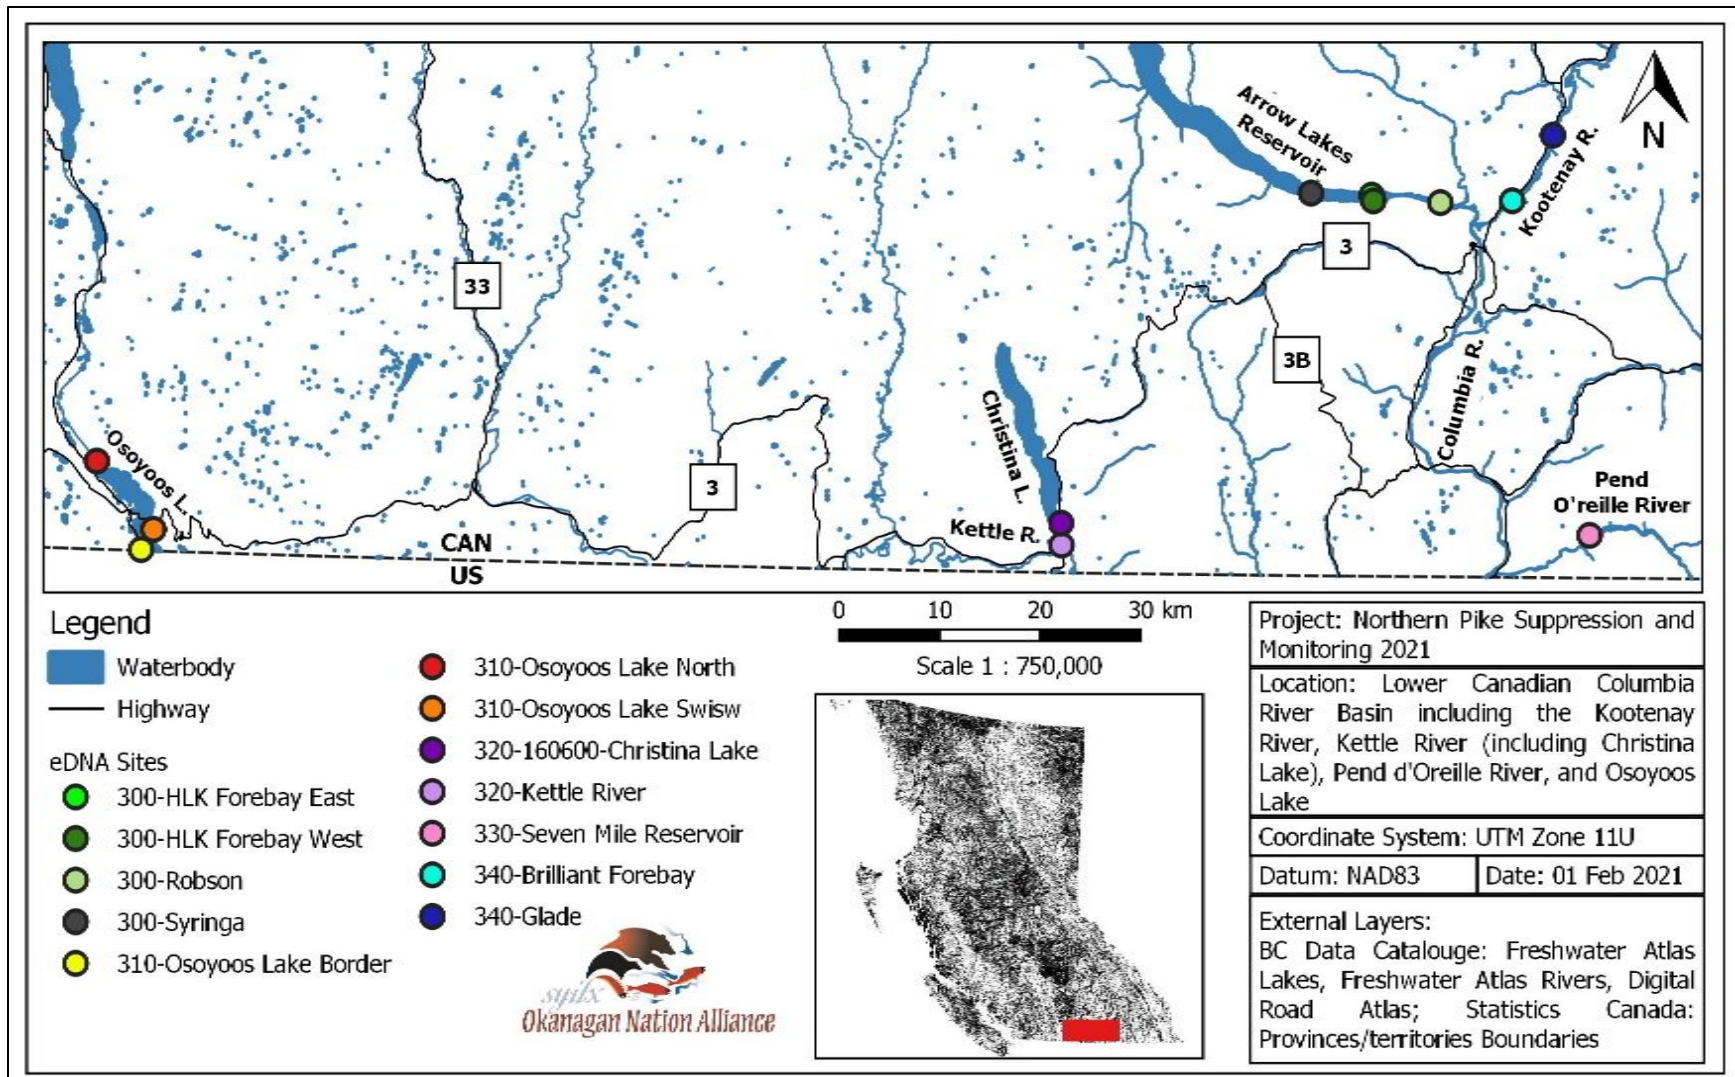 Arrow Lakes
Reservoir
N
Kootenay R.
3
33
3B
Columbia R.
Christina L.
Osoyoos L.
3
Pend
O'reille River
Kettle R.
CAN
US
Legend
Waterbody
Highway
eDNA Sites
300-HLK Forebay East
300-HLK Forebay West
300-Robson
300-Syringa
310-Osoyoos Lake Border
310-Osoyoos Lake North
310-Osoyoos Lake Swisw
320-160600-Christina Lake
320-Kettle River
330-Seven Mile Reservoir
340-Brilliant Forebay
340-Glade
syilx
Okanagan Nation Alliance
0 10 20 30 km
Scale 1 : 750,000
Project: Northern Pike Suppression and
Monitoring 2021
Location: Lower Canadian Columbia
River Basin including the Kootenay
River, Kettle River (including Christina
Lake), Pend d'Oreille River, and Osoyoos
Lake
Coordinate System: UTM Zone 11U
Datum: NAD83
Date: 01 Feb 2021
External Layers:
BC Data Catalouge: Freshwater Atlas
Lakes, Freshwater Atlas Rivers, Digital
Road Atlas; Statistics Canada:
Provinces/territories Boundaries